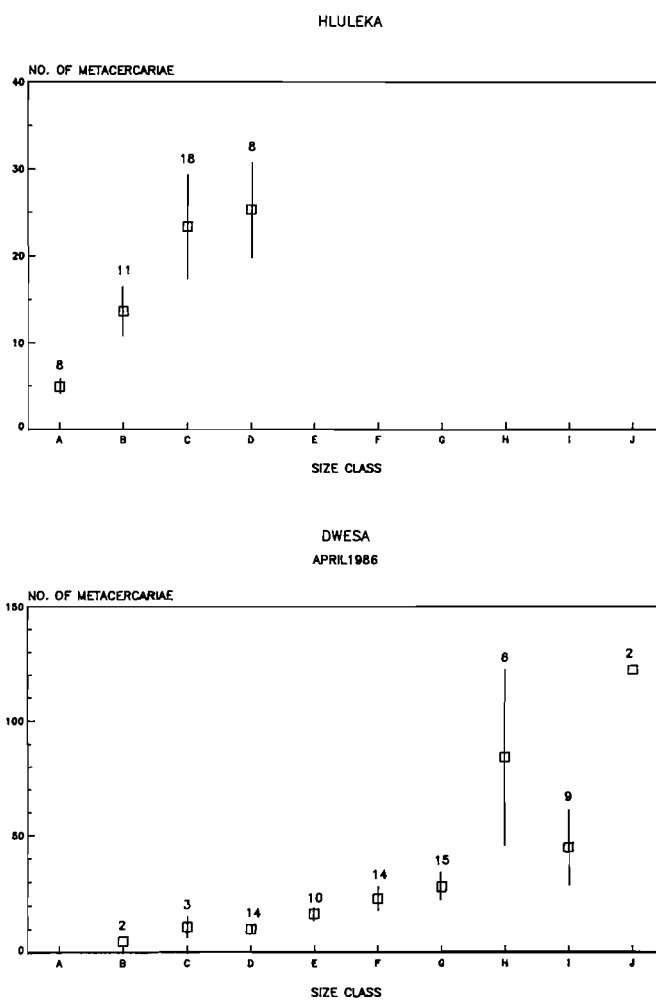 HLULEKA
NO. OF METACERCARIAE
40
30
20
10
0
8
11
18
8
A B C D E F G H I J
SIZE CLASS
DWESA
APRIL1986
NO. OF METACERCARIAE
150
100
50
0
2
3
14
10
14
15
6
9
2
A B C D E F G H I J
SIZE CLASS